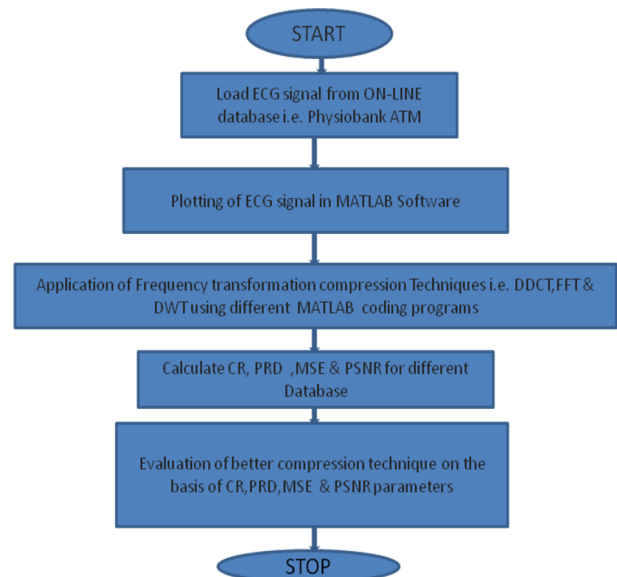 START
Load ECG signal from ON-LINE
database i.e. Physiobank ATM
Plotting of ECG signal in MATLAB Software
Application of Frequency transformation compression Techniques i.e. DDCT,FFT &
DWT using different MATLAB coding programs
Calculate CR, PRD ,MSE & PSNR for different
Database
Evaluation of better compression technique on the
basis of CR,PRD,MSE & PSNR parameters
STOP